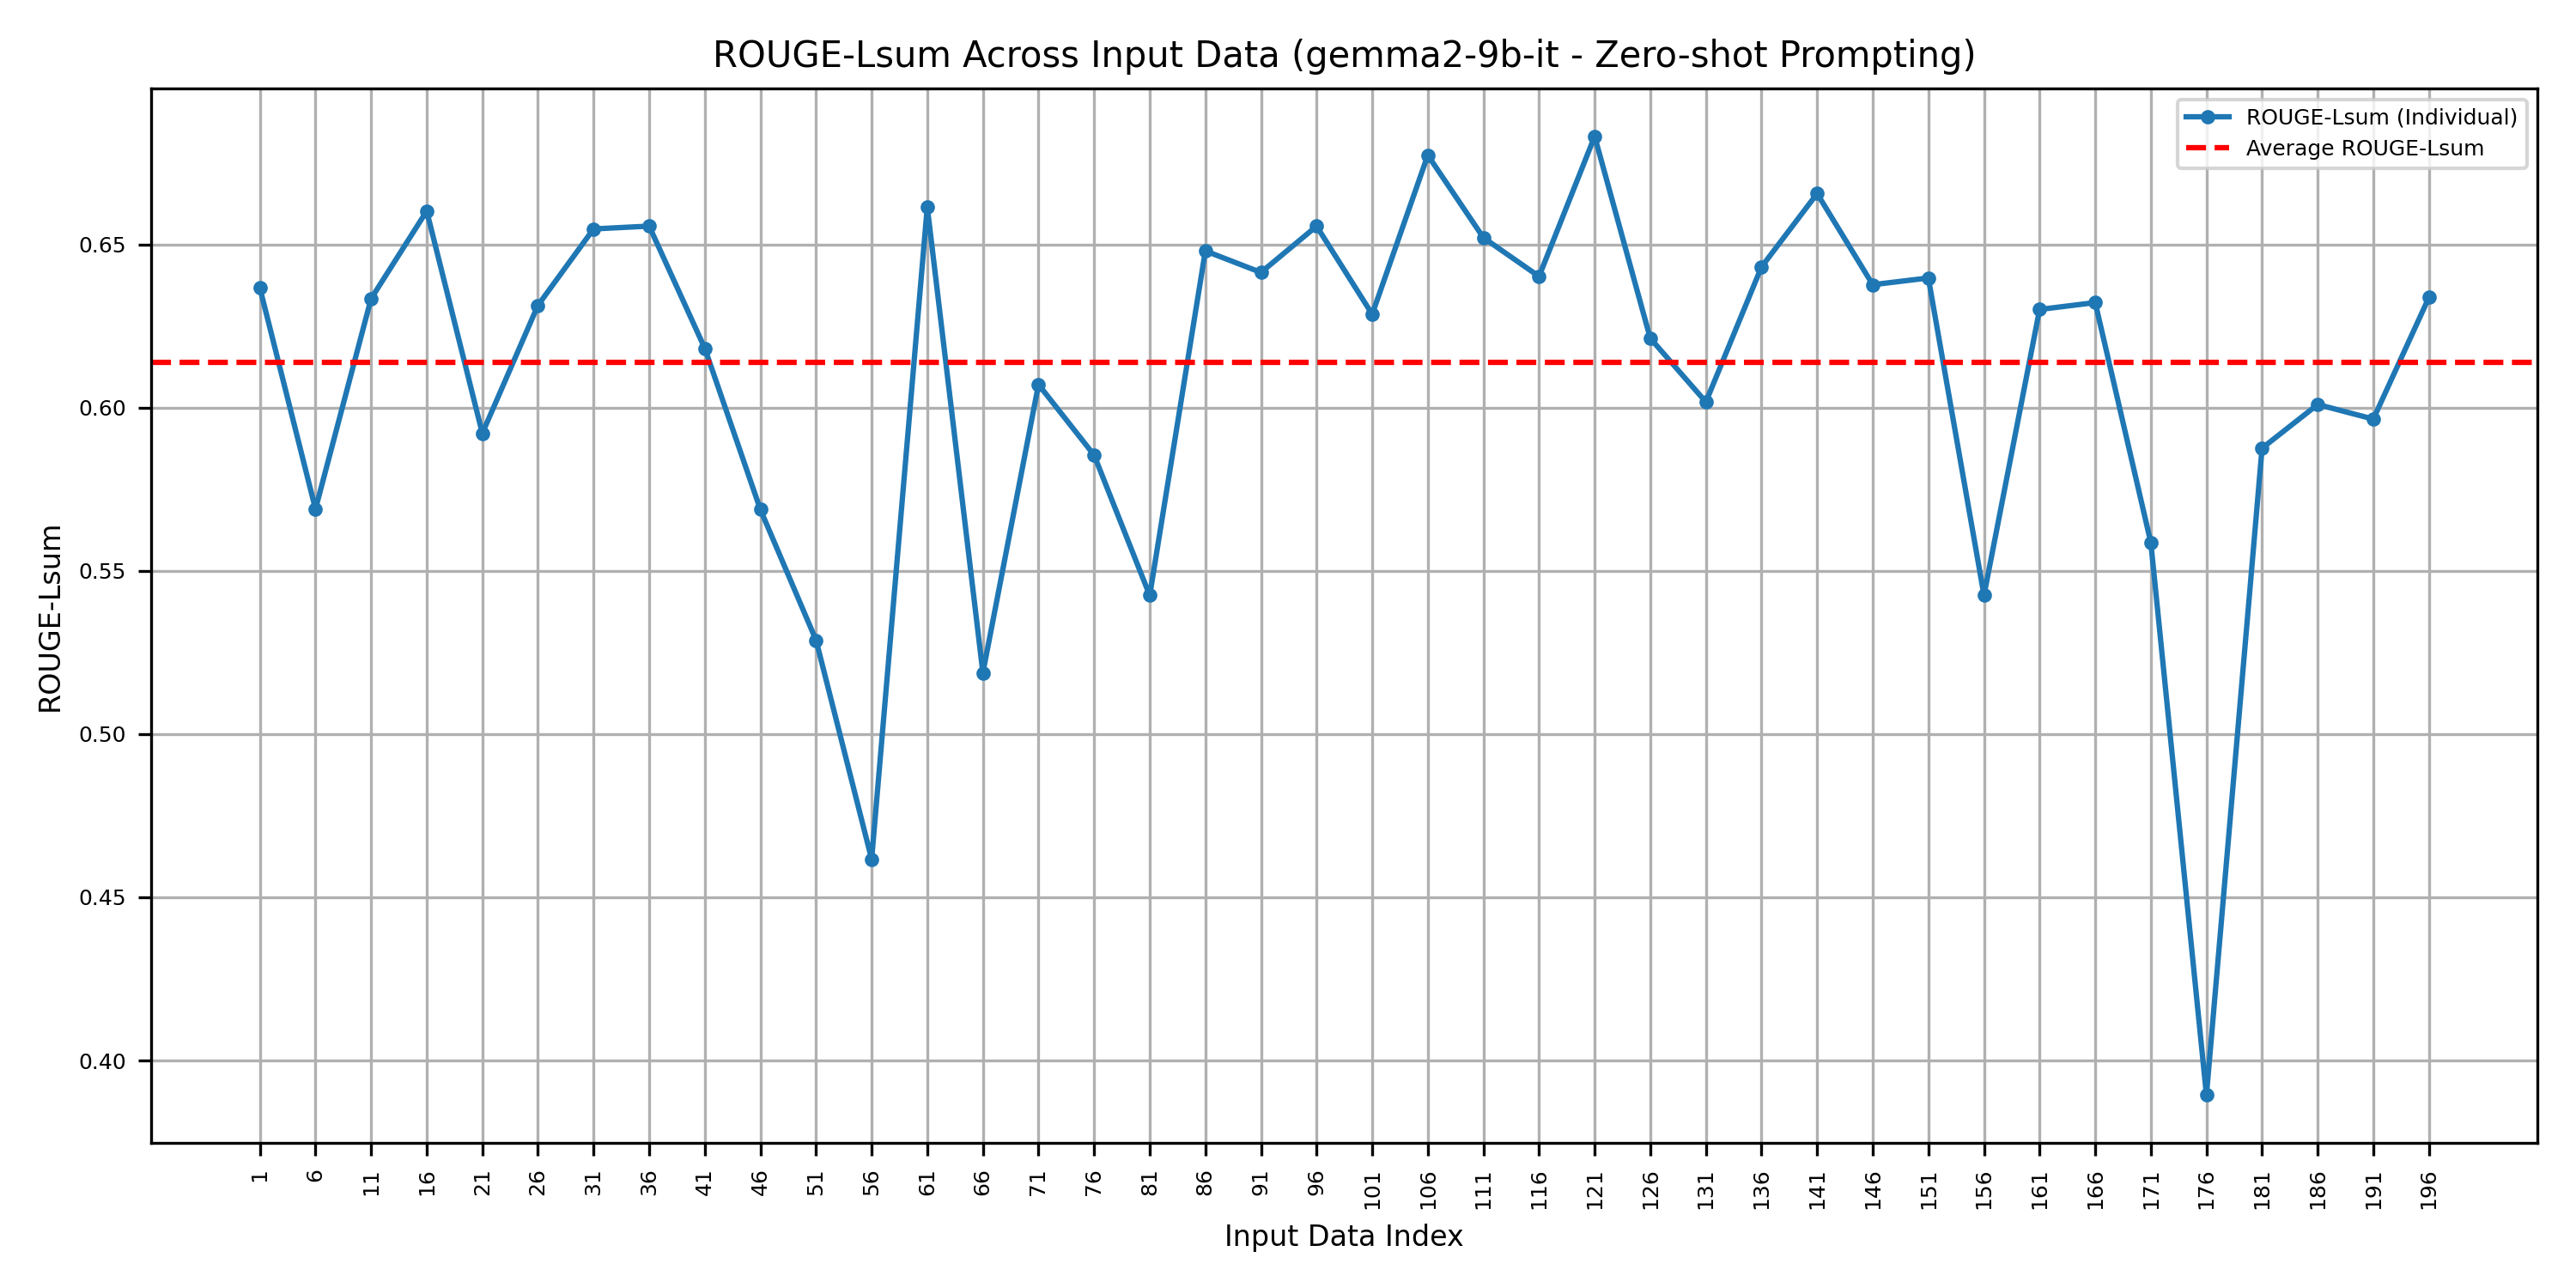 ROUGE-Lsum Across Input Data (gemma2-9b-it - Zero-shot Prompting)
ROUGE-Lsum (Individual)
Average ROUGE-Lsum
ROUGE-Lsum
0.65
0.60
0.55
0.50
0.45
0.40
1 6 11 16 21 26 31 36 41 46 51 56 61 66 71 76 81 86 91 96 101 106 111 116 121 126 131 136 141 146 151 156 161 166 171 176 181 186 191 196
Input Data Index